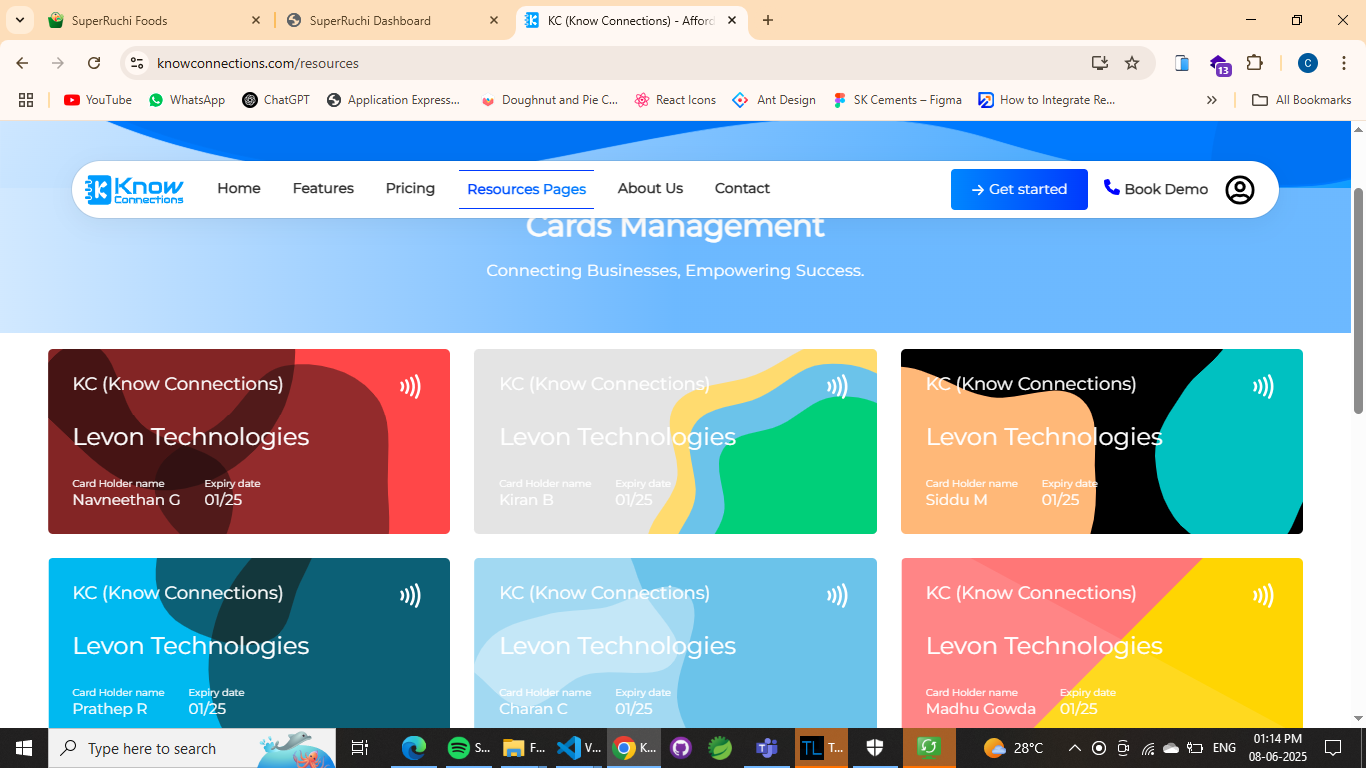 SuperRuchi Foods
SuperRuchi Dashboard
KC (Know Connections) - Afford
knowconnections.com/resources
13
C
YouTube
WhatsApp
ChatGPT
Application Express...
Doughnut and Pie C...
React Icons
Ant Design
SK Cements – Figma
How to Integrate Re...
All Bookmarks
Know Connections
Home
Features
Pricing
Resources Pages
About Us
Contact
Get started
Book Demo
Cards Management
Connecting Businesses, Empowering Success.
KC (Know Connections)
Levon Technologies
Card Holder name Expiry date
Navneethan G 01/25
KC (Know Connections)
Levon Technologies
Card Holder name Expiry date
Kiran B 01/25
KC (Know Connections)
Levon Technologies
Card Holder name Expiry date
Siddu M 01/25
KC (Know Connections)
Levon Technologies
Card Holder name Expiry date
Prathep R 01/25
KC (Know Connections)
Levon Technologies
Card Holder name Expiry date
Charan C 01/25
KC (Know Connections)
Levon Technologies
Card Holder name Expiry date
Madhu Gowda 01/25
Type here to search
S...
F...
V...
K...
TL
T...
28°C
ENG
01:14 PM
08-06-2025